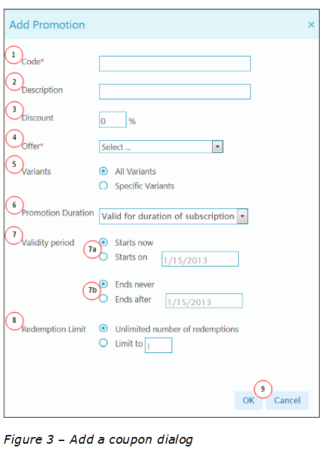 Add Promotion ×
1 Code*
2 Description
3 Discount 0 %
4 Offer* Select ...
5 Variants All Variants
Specific Variants
6 Promotion Duration Valid for duration of subscription
7 Validity period 7a Starts now
Starts on 1/15/2013
7b Ends never
Ends after 1/15/2013
8 Redemption Limit Unlimited number of redemptions
Limit to 1
9
OK Cancel
Figure 3 – Add a coupon dialog